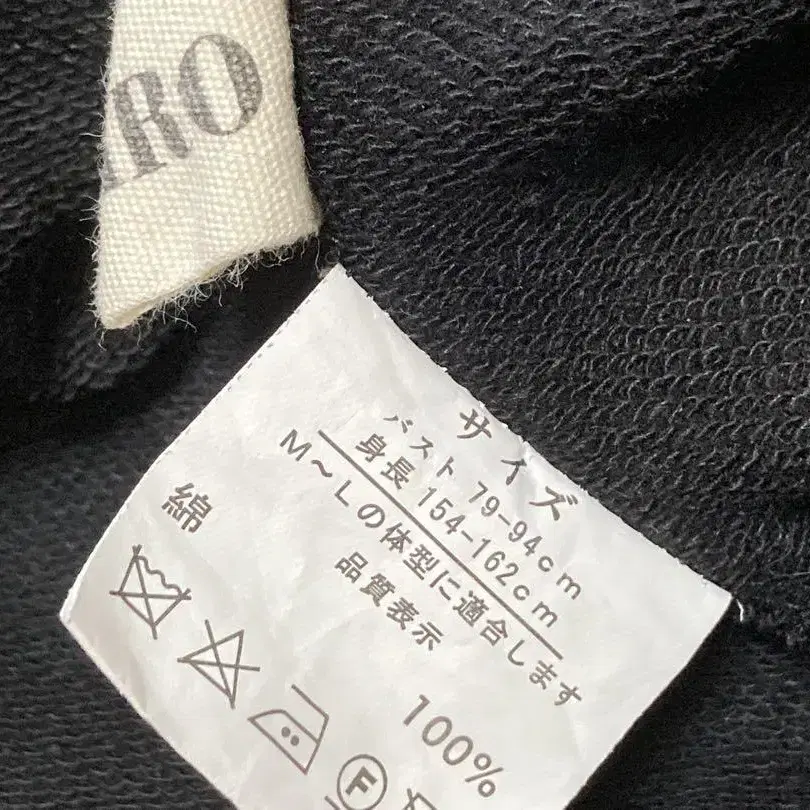 RO
サイズ
バスト 79-94cm
身長 154-162cm
M～Lの体型に適合します
品質表示
綿 100%
F